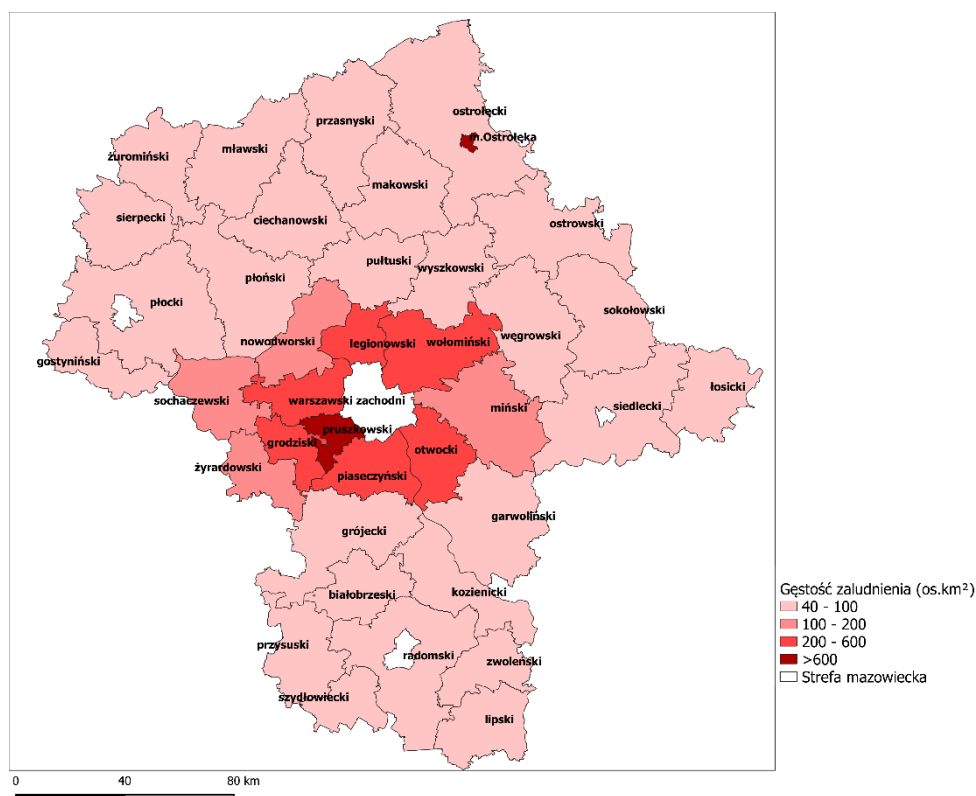 ostrołęcki
przasnyski
m.Ostrołęka
mławski
żuromiński
makowski
sierpecki
ciechanowski
ostrowski
pułtuski
wyszkowski
płoński
płocki
sokołowski
węgrowski
nowodworski
legionowski
wołomiński
gostyniński
łosicki
sochaczewski
warszawski zachodni
miński
siedlecki
pruszkowski
grodziski
otwocki
żyrardowski
piaseczyński
garwoliński
grójecki
białobrzeski
kozienicki
przysuski
radomski
zwoleński
szydłowiecki
lipski
Gęstość zaludnienia (os.km²)
40 - 100
100 - 200
200 - 600
>600
Strefa mazowiecka
0 40 80 km